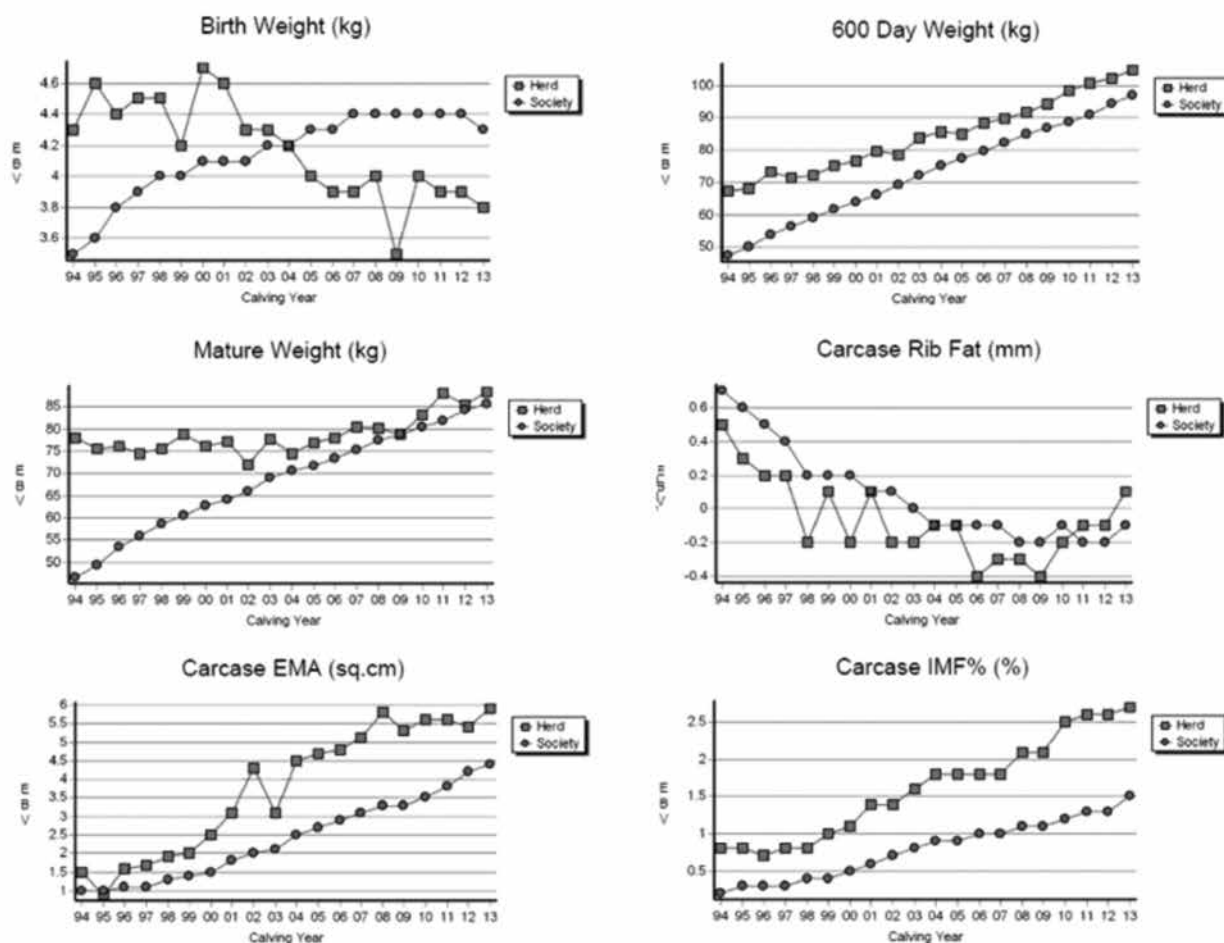 Birth Weight (kg)
4.6
4.4
4.2
4
3.8
3.6
E
B
V
94 95 96 97 98 99 00 01 02 03 04 05 06 07 08 09 10 11 12 13
Calving Year
Herd
Society
600 Day Weight (kg)
100
90
80
70
60
50
E
B
V
94 95 96 97 98 99 00 01 02 03 04 05 06 07 08 09 10 11 12 13
Calving Year
Herd
Society
Mature Weight (kg)
85
80
75
70
65
60
55
50
E
B
V
94 95 96 97 98 99 00 01 02 03 04 05 06 07 08 09 10 11 12 13
Calving Year
Herd
Society
Carcase Rib Fat (mm)
0.6
0.4
0.2
0
-0.2
-0.4
94 95 96 97 98 99 00 01 02 03 04 05 06 07 08 09 10 11 12 13
Calving Year
Herd
Society
Carcase EMA (sq.cm)
6
5.5
5
4.5
4
3.5
3
2.5
2
1.5
1
E
B
V
94 95 96 97 98 99 00 01 02 03 04 05 06 07 08 09 10 11 12 13
Calving Year
Herd
Society
Carcase IMF% (%)
2.5
2
1.5
1
0.5
E
B
V
94 95 96 97 98 99 00 01 02 03 04 05 06 07 08 09 10 11 12 13
Calving Year
Herd
Society